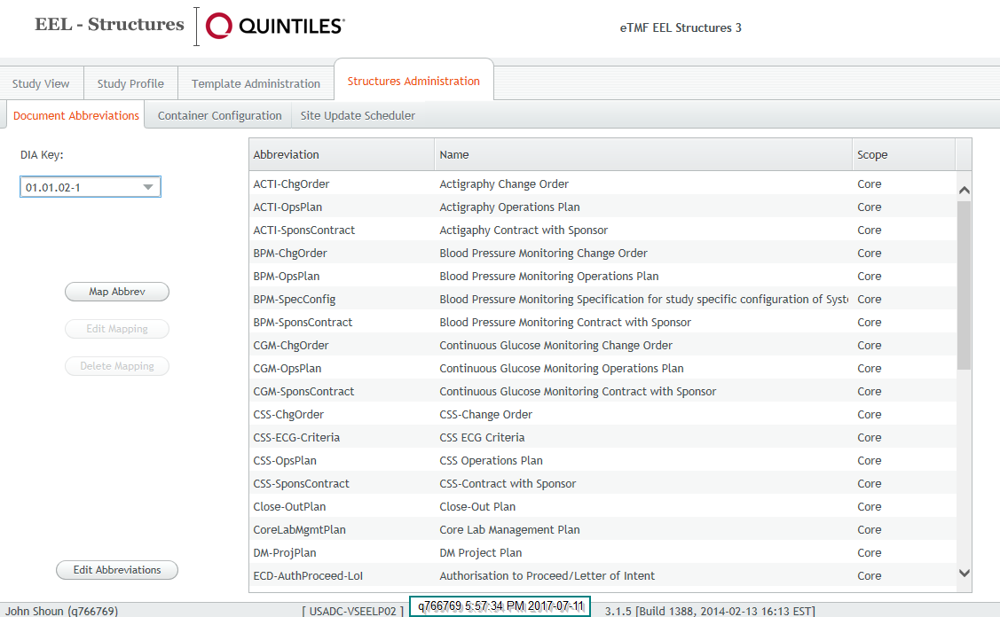 EEL - Structures QUINTILES® eTMF EEL Structures 3
Study View Study Profile Template Administration Structures Administration
Document Abbreviations Container Configuration Site Update Scheduler
DIA Key:
01.01.02-1
Map Abbrev
Edit Mapping
Delete Mapping
Edit Abbreviations
Abbreviation Name Scope
ACTI-ChgOrder Actigraphy Change Order Core
ACTI-OpsPlan Actigraphy Operations Plan Core
ACTI-SponsContract Actigaphy Contract with Sponsor Core
BPM-ChgOrder Blood Pressure Monitoring Change Order Core
BPM-OpsPlan Blood Pressure Monitoring Operations Plan Core
BPM-SpecConfig Blood Pressure Monitoring Specification for study specific configuration of Syste Core
BPM-SponsContract Blood Pressure Monitoring Contract with Sponsor Core
CGM-ChgOrder Continuous Glucose Monitoring Change Order Core
CGM-OpsPlan Continuous Glucose Monitoring Operations Plan Core
CGM-SponsContract Continuous Glucose Monitoring Contract with Sponsor Core
CSS-ChgOrder CSS-Change Order Core
CSS-ECG-Criteria CSS ECG Criteria Core
CSS-OpsPlan CSS Operations Plan Core
CSS-SponsContract CSS-Contract with Sponsor Core
Close-OutPlan Close-Out Plan Core
CoreLabMgmtPlan Core Lab Management Plan Core
DM-ProjPlan DM Project Plan Core
ECD-AuthProceed-LoI Authorisation to Proceed/Letter of Intent Core
John Shoun (q766769) [ USADC-VSEELP02 ] q766769 5:57:34 PM 2017-07-11 3.1.5 [Build 1388, 2014-02-13 16:13 EST]